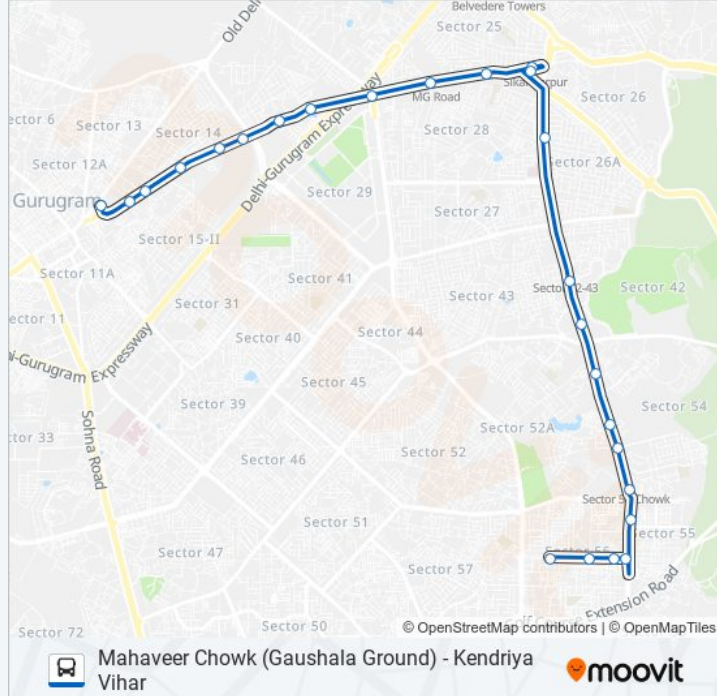 Belvedere Towers
Sector 25
Old Del
Sector 26
MG Road
Sector 6
Sector 13
Sector 14
Sector 28
Sector 12A
Sector 26A
Delhi-Gurugram Expressway
Sector 29
Gurugram
Sector 27
Sector 15-II
Sector 11A
Sector 41
Sector 31
Sector 43
Sector 42
ector 11
Sector 40
Sector 44
i-Gurugram Expressway
Sector 45
Sector 39
Sector 54
Sohna Road
ctor 33
Sector 52A
Sector 46
Sector 52
Sector 51
Sector 55
Sector 47
Sector 57
Extension Road
Sector 50
Sector 72
© OpenStreetMap contributors | © OpenMapTiles
Mahaveer Chowk (Gaushala Ground) - Kendriya
Vihar
moovit